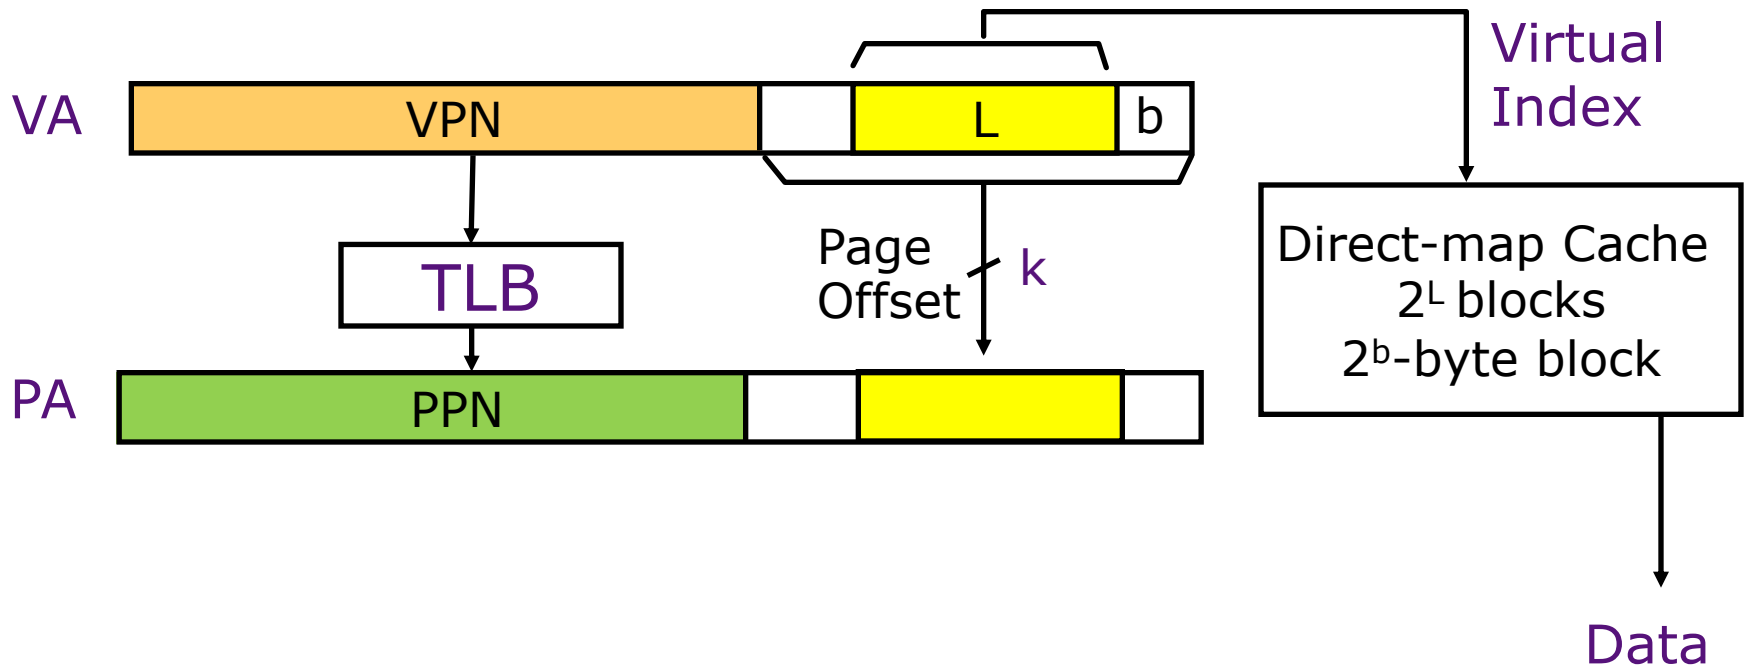 Virtual
Index
VA
VPN
L
b
Page
Offset
k
TLB
Direct-map Cache
2ᴸ blocks
2ᵇ-byte block
PA
PPN
Data